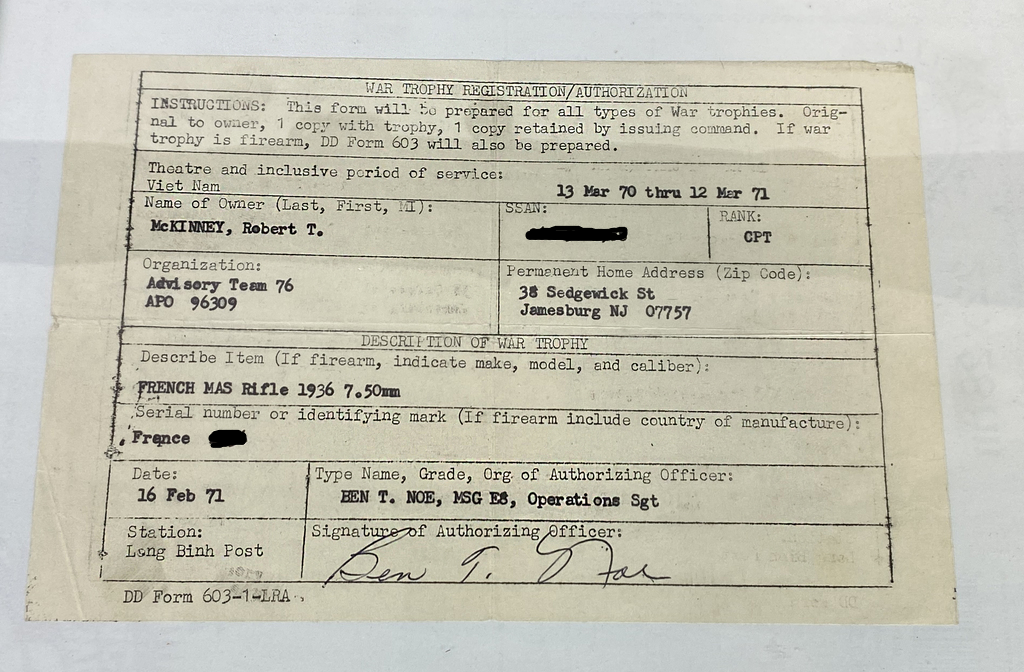 WAR TROPHY REGISTRATION/AUTHORIZATION
INSTRUCTIONS: This form will be prepared for all types of War trophies. Orig-
nal to owner, 1 copy with trophy, 1 copy retained by issuing command. If war
trophy is firearm, DD Form 603 will also be prepared.
Theatre and inclusive period of service:
Viet Nam 13 Mar 70 thru 12 Mar 71
Name of Owner (Last, First, MI): SSAN: RANK:
McKINNEY, Robert T. CPT
Organization: Permanent Home Address (Zip Code):
Advisory Team 76 38 Sedgewick St
APO 96309 Jamesburg NJ 07757
DESCRIPTION OF WAR TROPHY
Describe Item (If firearm, indicate make, model, and caliber):
FRENCH MAS Rifle 1936 7.50mm
Serial number or identifying mark (If firearm include country of manufacture):
France
Date: Type Name, Grade, Org. of Authorizing Officer:
16 Feb 71 BEN T. NOE, MSG E8, Operations Sgt
Station: Signature of Authorizing Officer:
Long Binh Post Ben T. Noe
DD Form 603-1-LRA